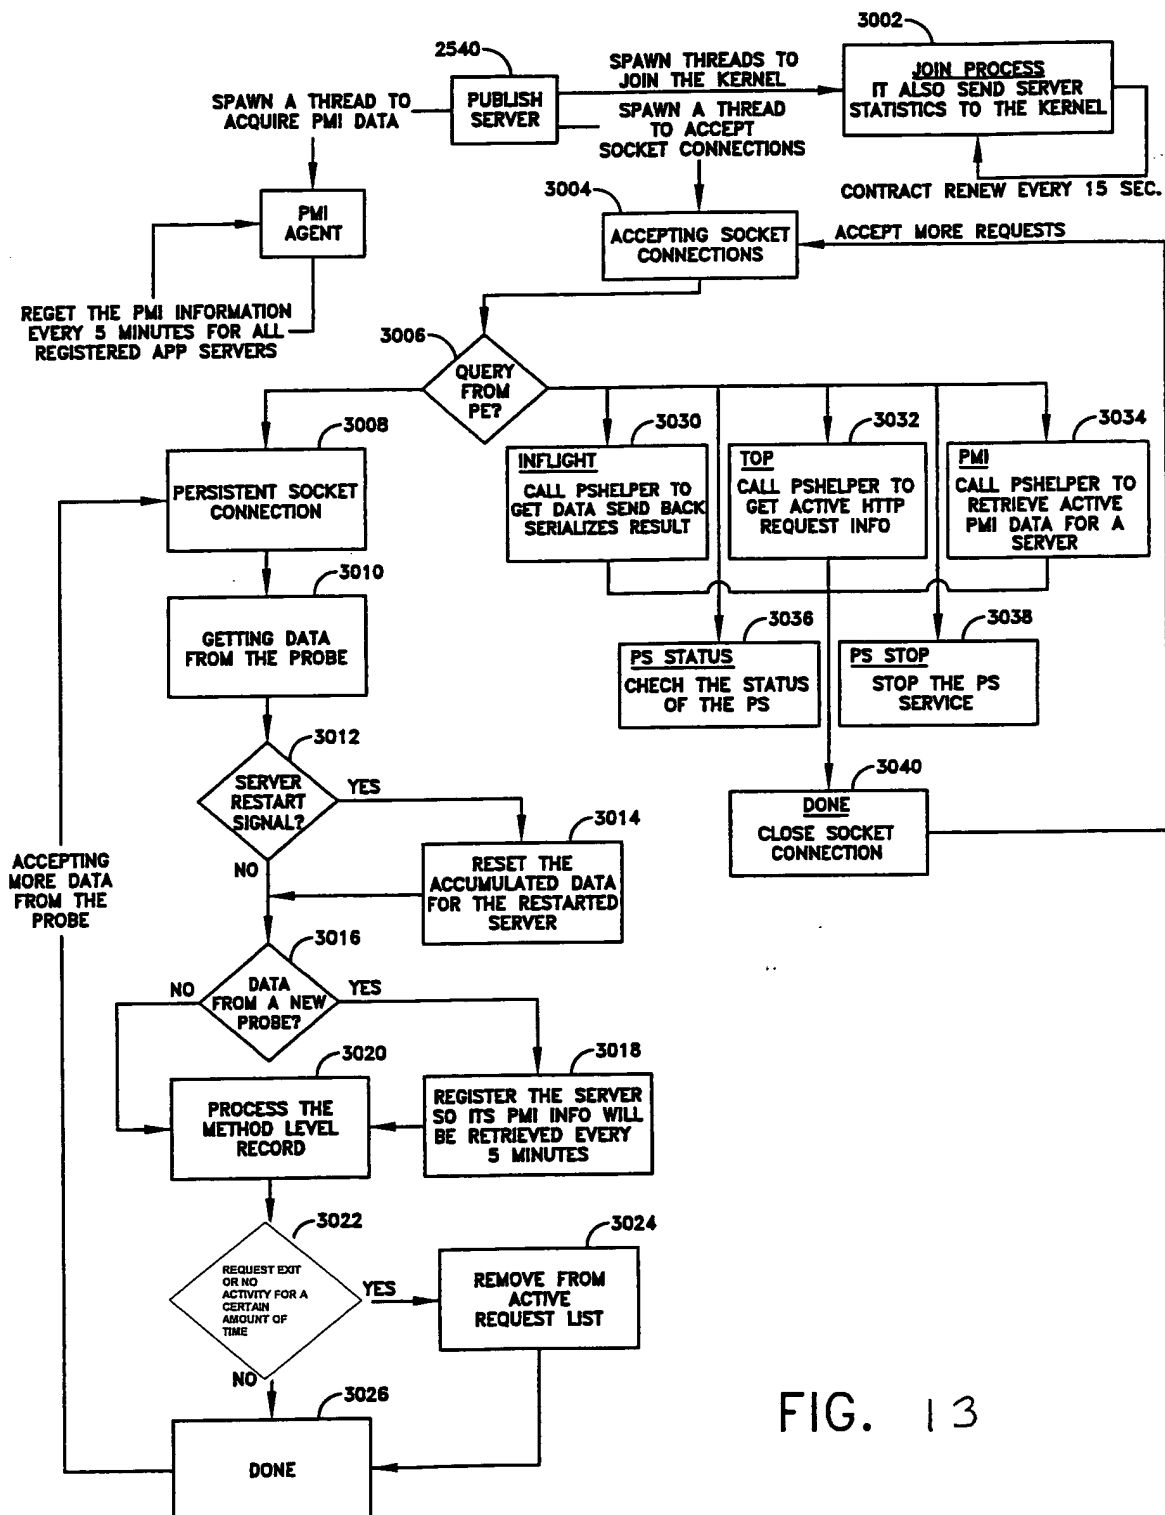 3002
2540
SPAWN THREADS TO
JOIN THE KERNEL
JOIN PROCESS
IT ALSO SEND SERVER
STATISTICS TO THE KERNEL
SPAWN A THREAD TO
ACQUIRE PMI DATA
PUBLISH
SERVER
SPAWN A THREAD
TO ACCEPT
SOCKET CONNECTIONS
CONTRACT RENEW EVERY 15 SEC.
3004
PMI
AGENT
ACCEPTING SOCKET
CONNECTIONS
ACCEPT MORE REQUESTS
REGET THE PMI INFORMATION
EVERY 5 MINUTES FOR ALL
REGISTERED APP SERVERS
3006
QUERY
FROM
PE?
3008
PERSISTENT SOCKET
CONNECTION
3030
INFLIGHT
CALL PSHELPER TO
GET DATA SEND BACK
SERIALIZES RESULT
3032
TOP
CALL PSHELPER TO
GET ACTIVE HTTP
REQUEST INFO
3034
PMI
CALL PSHELPER TO
RETRIEVE ACTIVE
PMI DATA FOR A
SERVER
3010
GETTING DATA
FROM THE PROBE
3036
PS STATUS
CHECH THE STATUS
OF THE PS
3038
PS STOP
STOP THE PS
SERVICE
3012
SERVER
RESTART
SIGNAL?
YES
NO
3014
RESET THE
ACCUMULATED DATA
FOR THE RESTARTED
SERVER
3040
DONE
CLOSE SOCKET
CONNECTION
ACCEPTING
MORE DATA
FROM THE
PROBE
3016
DATA
FROM A NEW
PROBE?
NO
YES
3020
PROCESS THE
METHOD LEVEL
RECORD
3018
REGISTER THE SERVER
SO ITS PMI INFO WILL
BE RETRIEVED EVERY
5 MINUTES
3022
REQUEST EXIT
OR NO
ACTIVITY FOR A
CERTAIN
AMOUNT OF
TIME
YES
NO
3024
REMOVE FROM
ACTIVE
REQUEST LIST
3026
DONE
FIG. 13